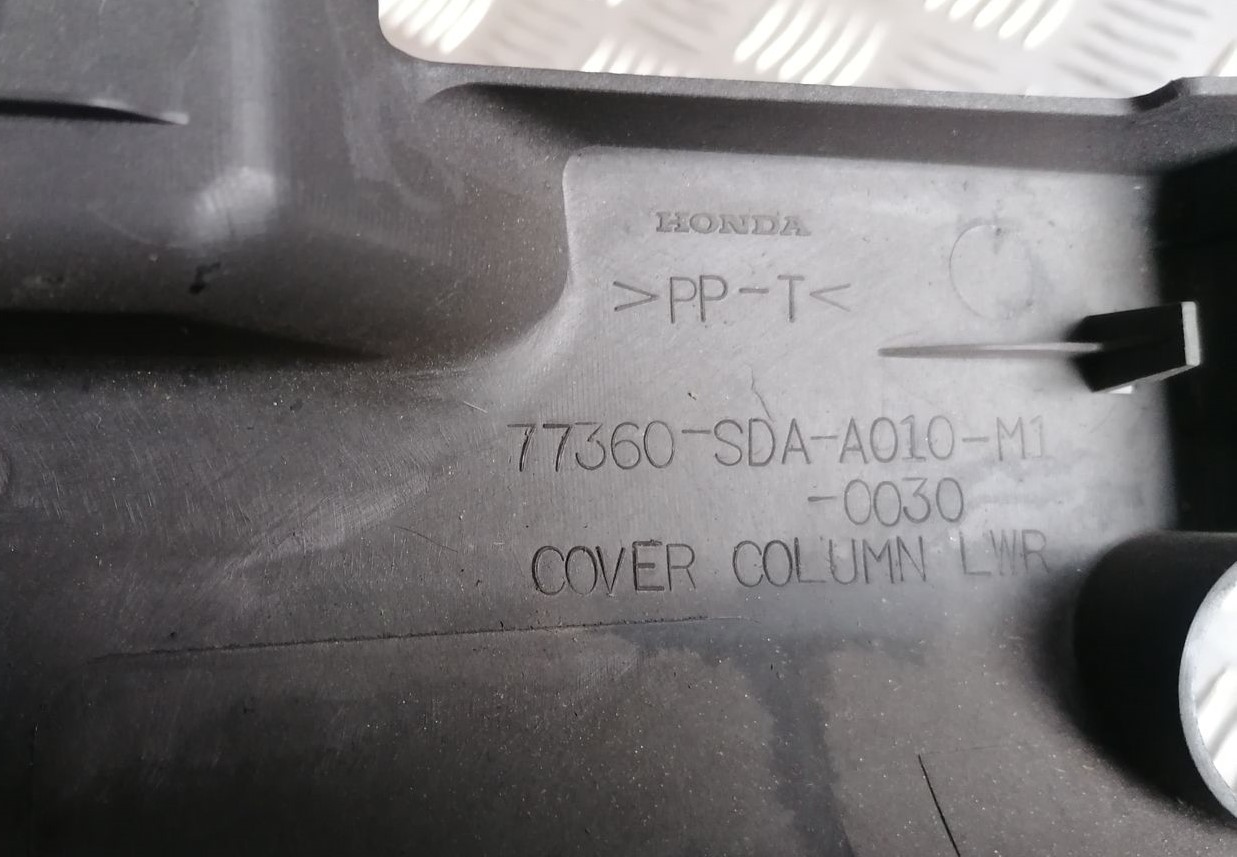 HONDA
>PP-T<
77360-SDA-A010-M1
-0030
COVER COLUMN LWR